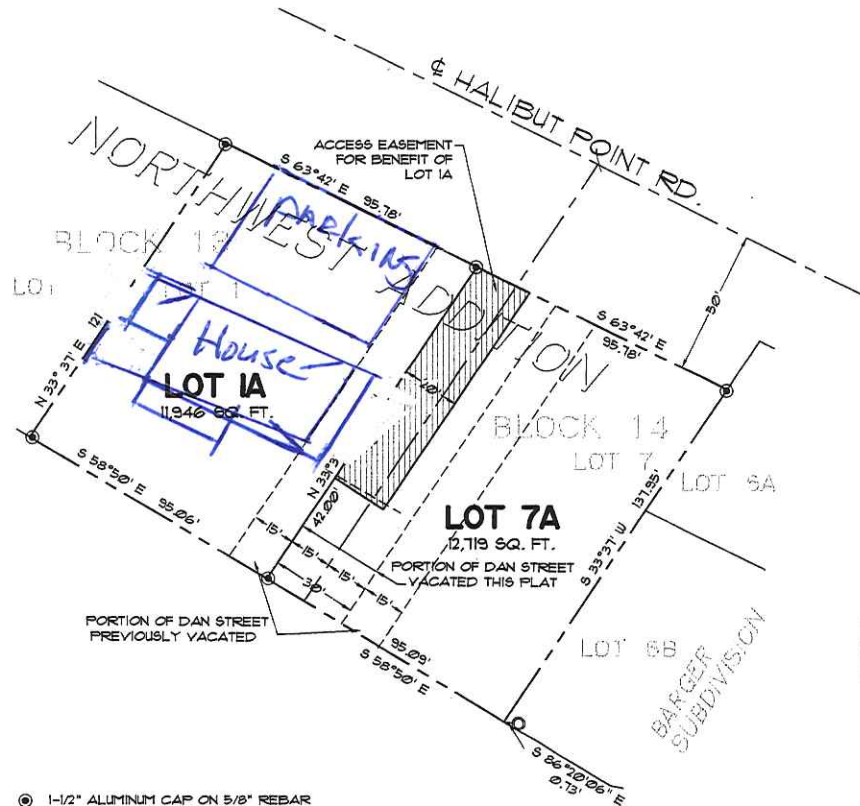 ℄ HALIBUT POINT RD.
ACCESS EASEMENT
FOR BENEFIT OF
LOT 1A
S 63°42' E 95.78'
NORTHWEST ADDITION
Parking
BLOCK 13
LOT 1
House
LOT 1A
11,946 SQ. FT.
N 33° 37' E 121
S 63°42' E
95.78'
50'
BLOCK 14
LOT 7
LOT 6A
LOT 7A
12,719 SQ. FT.
S 33°37' W 137.95'
PORTION OF DAN STREET
VACATED THIS PLAT
S 58°50' E 95.06'
N 33°3
42.00'
15'
15'
15'
15'
30'
PORTION OF DAN STREET
PREVIOUSLY VACATED
95.09'
S 58°50' E
LOT 6B
BARGER
SUBDIVISION
S 86°20'06" E
0.73'
1-1/2" ALUMINUM CAP ON 5/8" REBAR